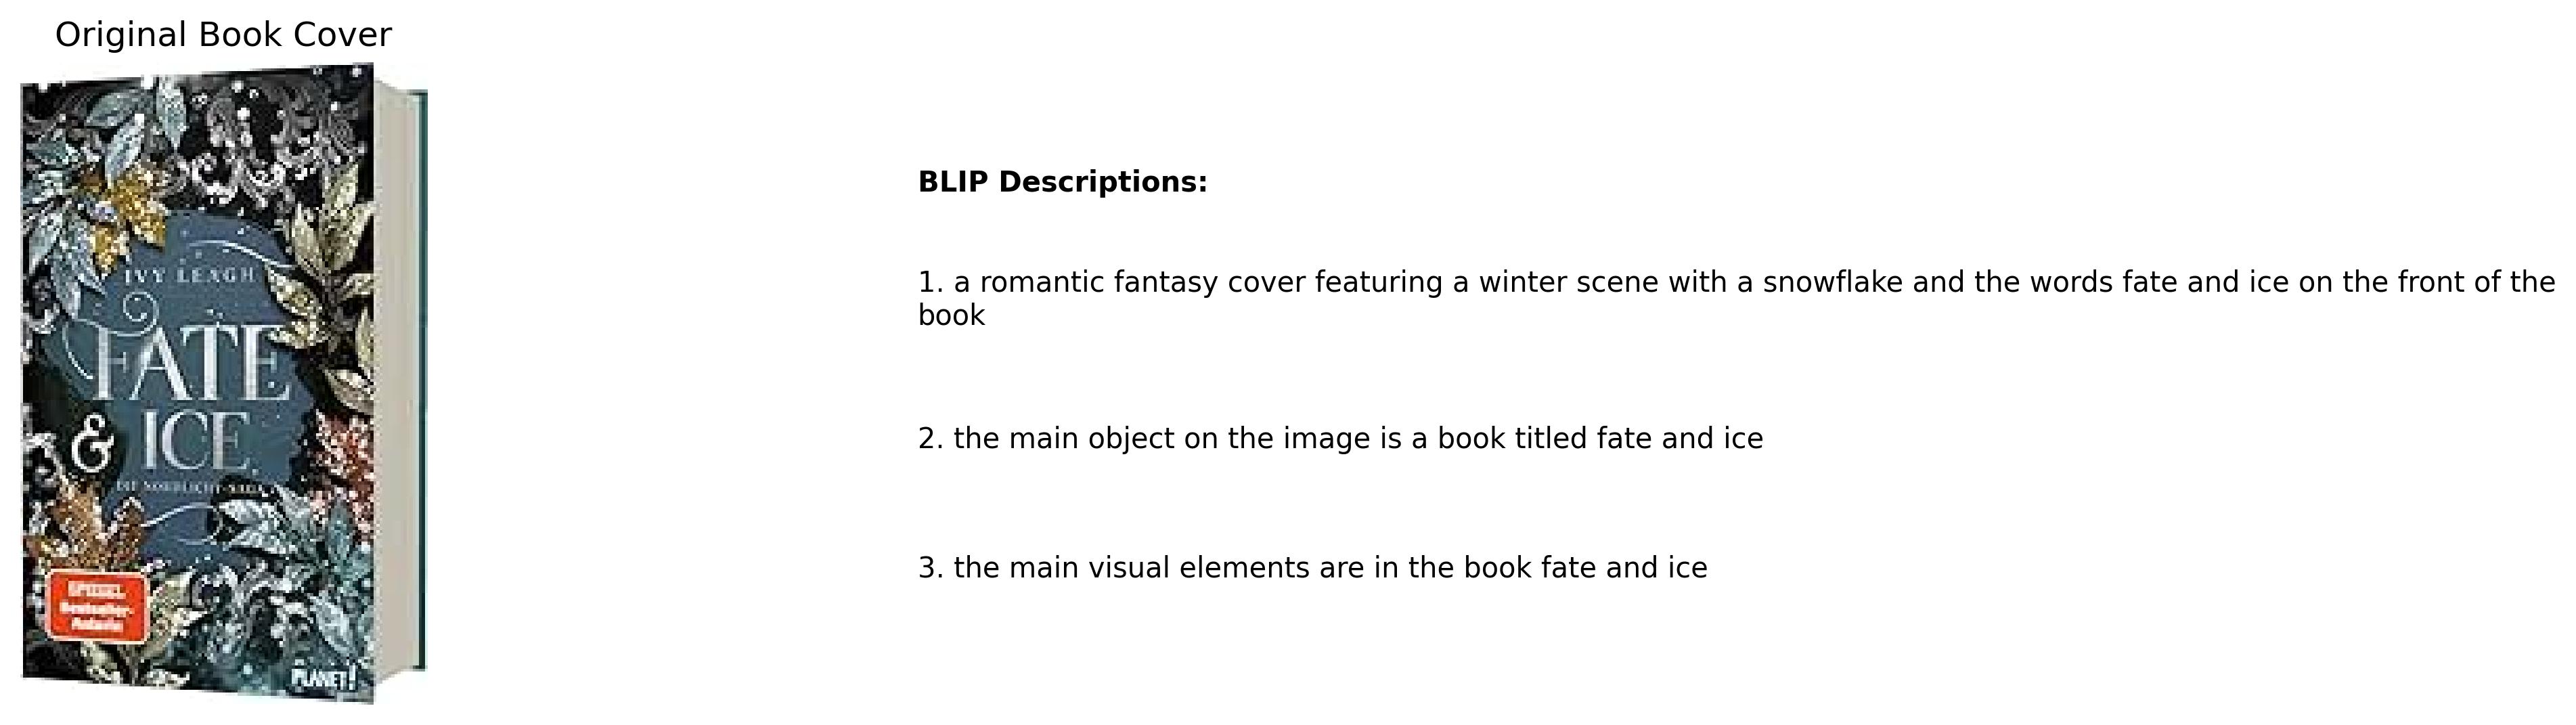 Original Book Cover
IVY LEAGH
FATE
& ICE
DIE NORDLICHT-SAGA
SPIEGEL
Bestseller-
Autorin
PLANET!
BLIP Descriptions:
1. a romantic fantasy cover featuring a winter scene with a snowflake and the words fate and ice on the front of the
book
2. the main object on the image is a book titled fate and ice
3. the main visual elements are in the book fate and ice